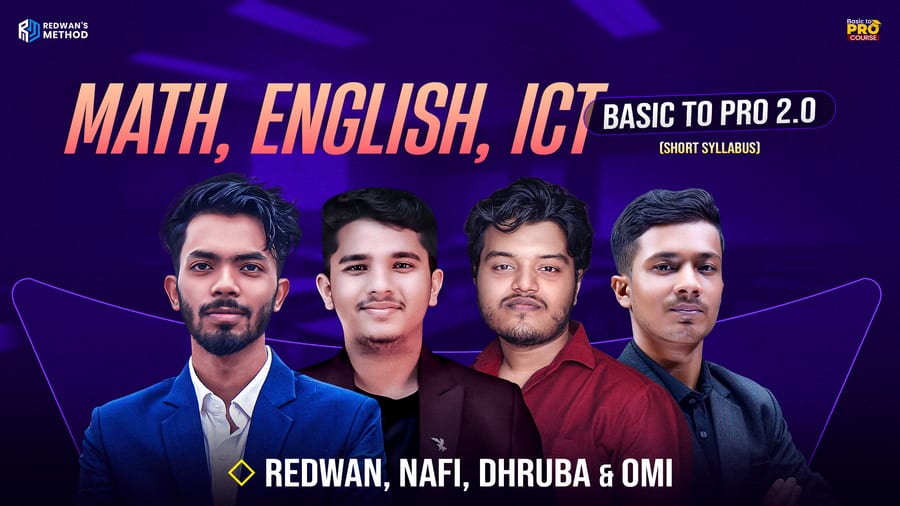 REDWAN'S
METHOD
Basic to
PRO
COURSE
MATH, ENGLISH, ICT
BASIC TO PRO 2.0
(SHORT SYLLABUS)
REDWAN, NAFI, DHRUBA & OMI